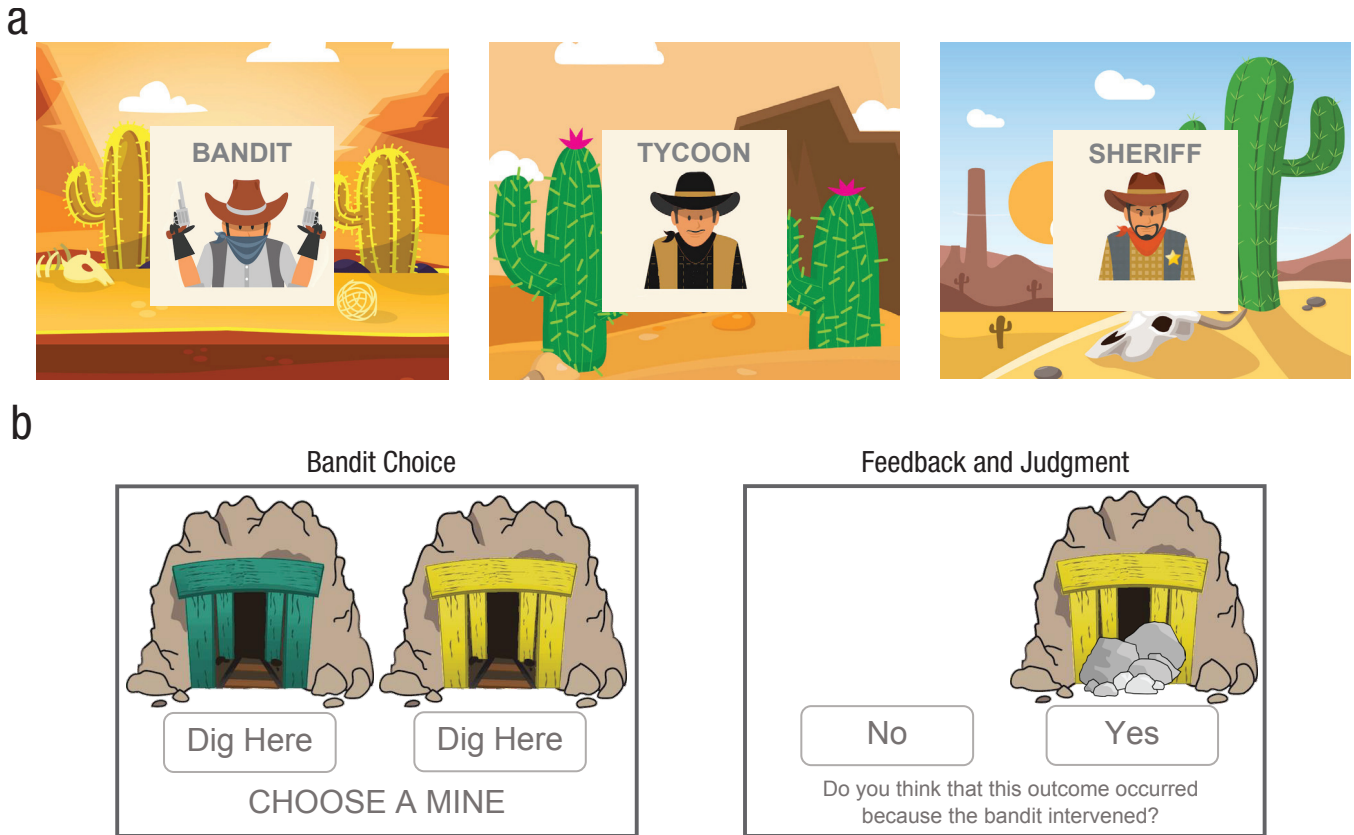 a
BANDIT
TYCOON
SHERIFF
b
Bandit Choice
Feedback and Judgment
Dig Here
Dig Here
CHOOSE A MINE
No
Yes
Do you think that this outcome occurred
because the bandit intervened?